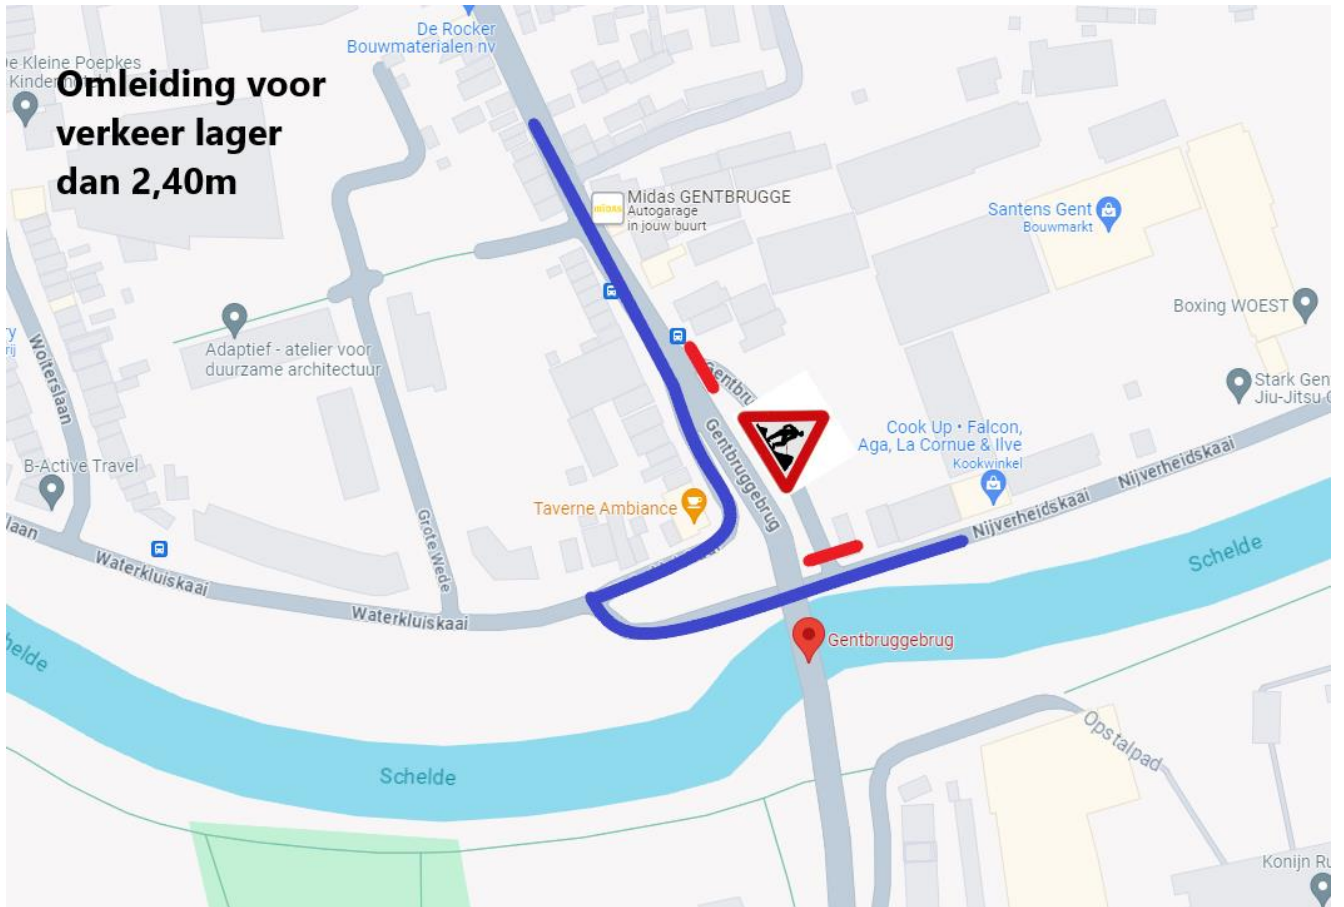 De Rocker
Bouwmaterialen nv
Omleiding voor
verkeer lager
dan 2,40m
e Kleine Poepkes
Midas GENTBRUGGE
Autogarage
in jouw buurt
MIDAS
Santens Gent
Bouwmarkt
Boxing WOEST
Adaptief - atelier voor
duurzame architectuur
Woiterslaan
Stark Gen
Jiu-Jitsu
Gentbru
Gentbruggebrug
Cook Up • Falcon,
Aga, La Cornue & Ilve
Kookwinkel
Nijverheidskaai
Nijverheidskaai
B-Active Travel
Taverne Ambiance
Grote Wede
laan
Waterkluiskaai
Waterkluiskaai
Schelde
helde
Gentbruggebrug
Opstalpad
Schelde
Konijn Ru